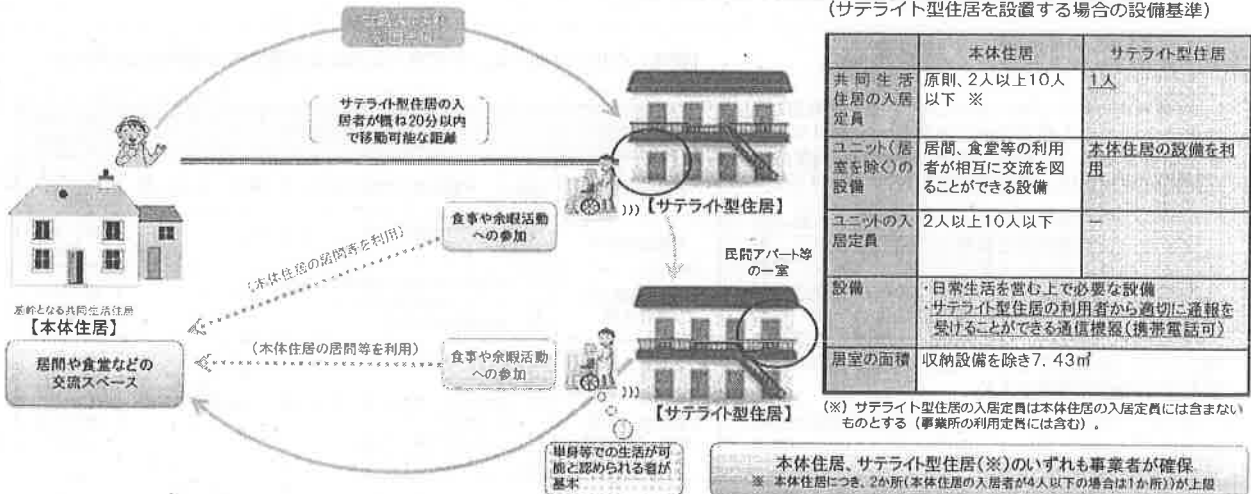 (サテライト型住居を設置する場合の設備基準)
サテライト型住居の入
居者が概ね20分以内
で移動可能な距離
【サテライト型住居】
食事や余暇活動
への参加
(本体住居の居間等を利用)
民間アパート等
の一室
基幹となる共同生活住居
【本体住居】
居間や食堂などの
交流スペース
(本体住居の居間等を利用)
食事や余暇活動
への参加
【サテライト型住居】
単身等での生活が可
能と認められる者が
基本
本体住居
サテライト型住居
共同生活
住居の入居
定員
原則、2人以上10人
以下 ※
1人
ユニット(居
室を除く)の
設備
居間、食堂等の利用
者が相互に交流を図
ることができる設備
本体住居の設備を利
用
ユニットの入
居定員
2人以上10人以下
―
設備
・日常生活を営む上で必要な設備
・サテライト型住居の利用者から適切に通報を
受けることができる通信機器(携帯電話可)
居室の面積
収納設備を除き7.43㎡
(※) サテライト型住居の入居定員は本体住居の入居定員には含まない
ものとする(事業所の利用定員には含む)。
本体住居、サテライト型住居(※)のいずれも事業者が確保
※ 本体住居につき、2か所(本体住居の入居者が4人以下の場合は1か所))が上限